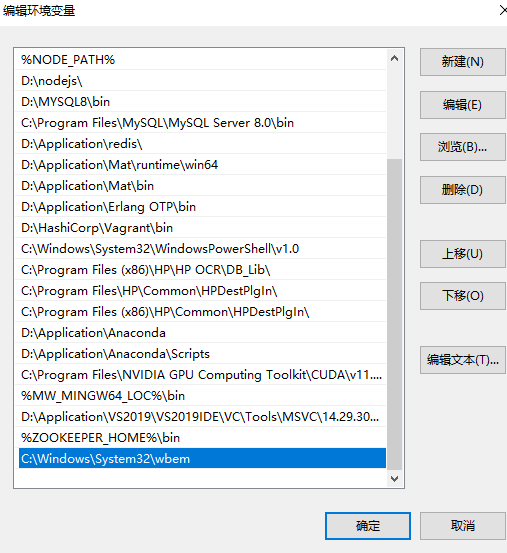 编辑环境变量
%NODE_PATH%
D:\nodejs\
D:\MYSQL8\bin
C:\Program Files\MySQL\MySQL Server 8.0\bin
D:\Application\redis\
D:\Application\Mat\runtime\win64
D:\Application\Mat\bin
D:\Application\Erlang OTP\bin
D:\HashiCorp\Vagrant\bin
C:\Windows\System32\WindowsPowerShell\v1.0
C:\Program Files (x86)\HP\HP OCR\DB_Lib\
C:\Program Files\HP\Common\HPDestPlgIn\
C:\Program Files (x86)\HP\Common\HPDestPlgIn\
D:\Application\Anaconda
D:\Application\Anaconda\Scripts
C:\Program Files\NVIDIA GPU Computing Toolkit\CUDA\v11....
%MW_MINGW64_LOC%\bin
D:\Application\VS2019\VS2019IDE\VC\Tools\MSVC\14.29.30...
%ZOOKEEPER_HOME%\bin
C:\Windows\System32\wbem
新建(N)
编辑(E)
浏览(B)...
删除(D)
上移(U)
下移(O)
编辑文本(T)...
确定
取消